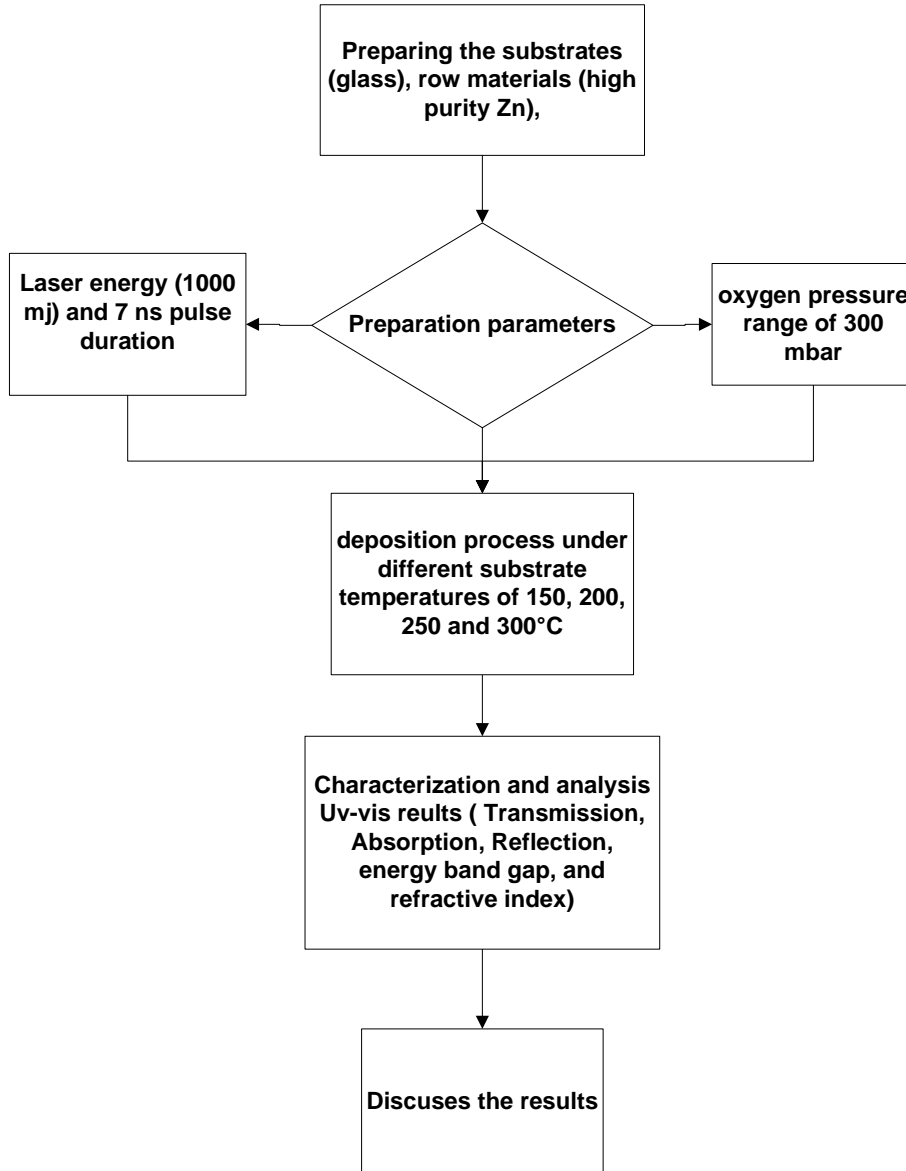 Preparing the substrates
(glass), row materials (high
purity Zn),
Laser energy (1000
mj) and 7 ns pulse
duration
Preparation parameters
oxygen pressure
range of 300
mbar
deposition process under
different substrate
temperatures of 150, 200,
250 and 300°C
Characterization and analysis
Uv-vis reults ( Transmission,
Absorption, Reflection,
energy band gap, and
refractive index)
Discuses the results